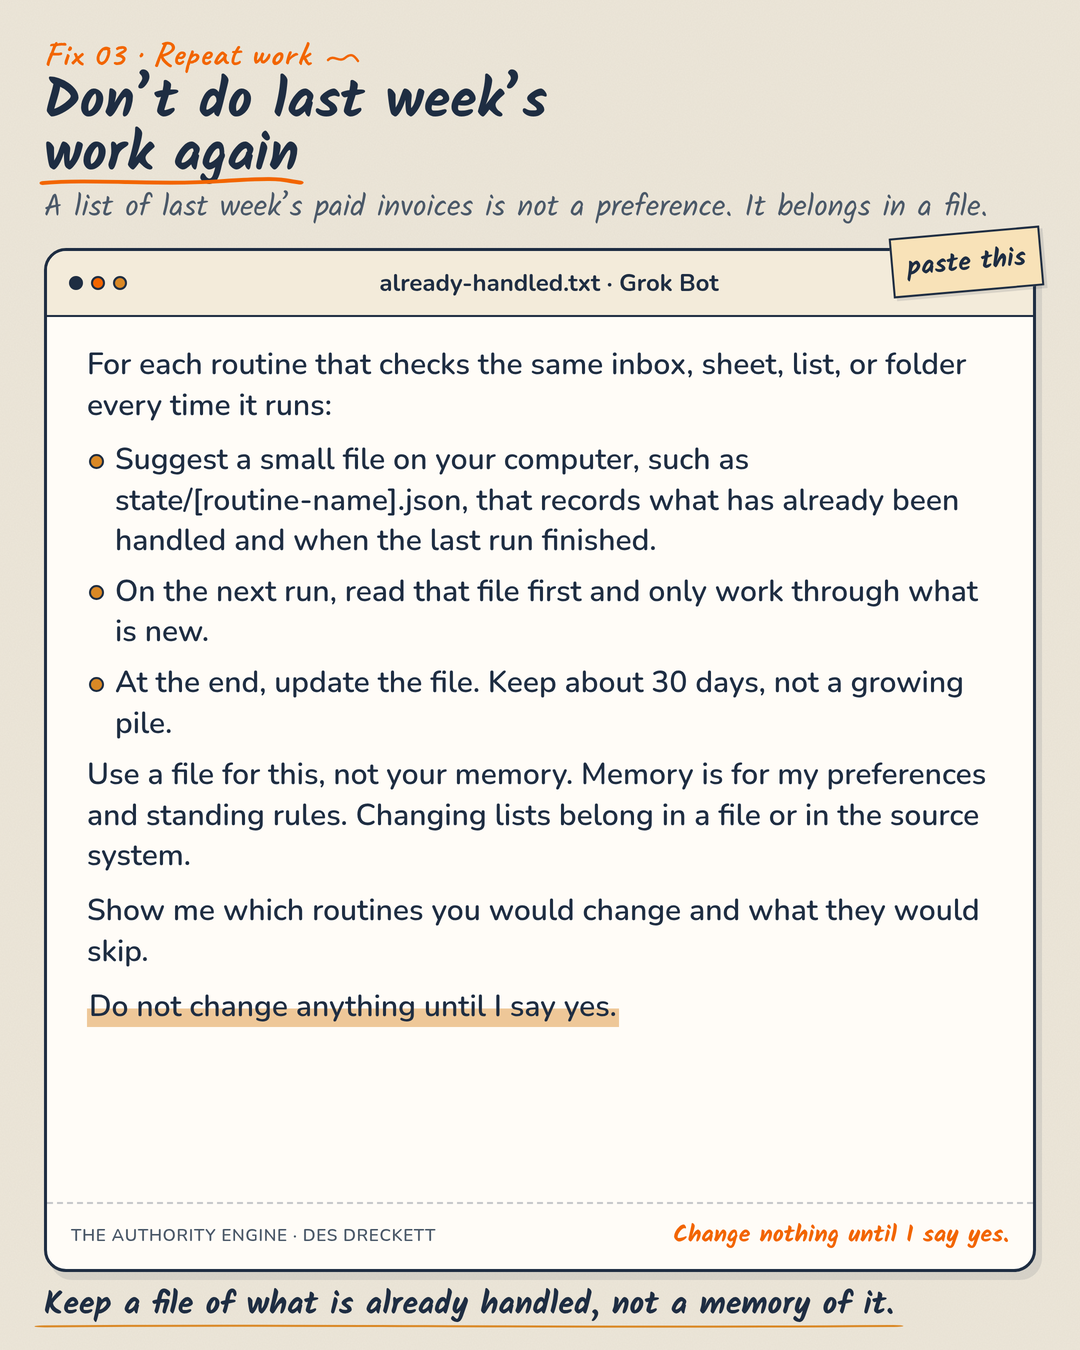 Fix 03 · Repeat work
Don’t do last week’s
work again
A list of last week’s paid invoices is not a preference. It belongs in a file.
paste this
already-handled.txt · Grok Bot
For each routine that checks the same inbox, sheet, list, or folder
every time it runs:
Suggest a small file on your computer, such as
state/[routine-name].json, that records what has already been
handled and when the last run finished.
On the next run, read that file first and only work through what
is new.
At the end, update the file. Keep about 30 days, not a growing
pile.
Use a file for this, not your memory. Memory is for my preferences
and standing rules. Changing lists belong in a file or in the source
system.
Show me which routines you would change and what they would
skip.
Do not change anything until I say yes.
THE AUTHORITY ENGINE · DES DRECKETT
Change nothing until I say yes.
Keep a file of what is already handled, not a memory of it.